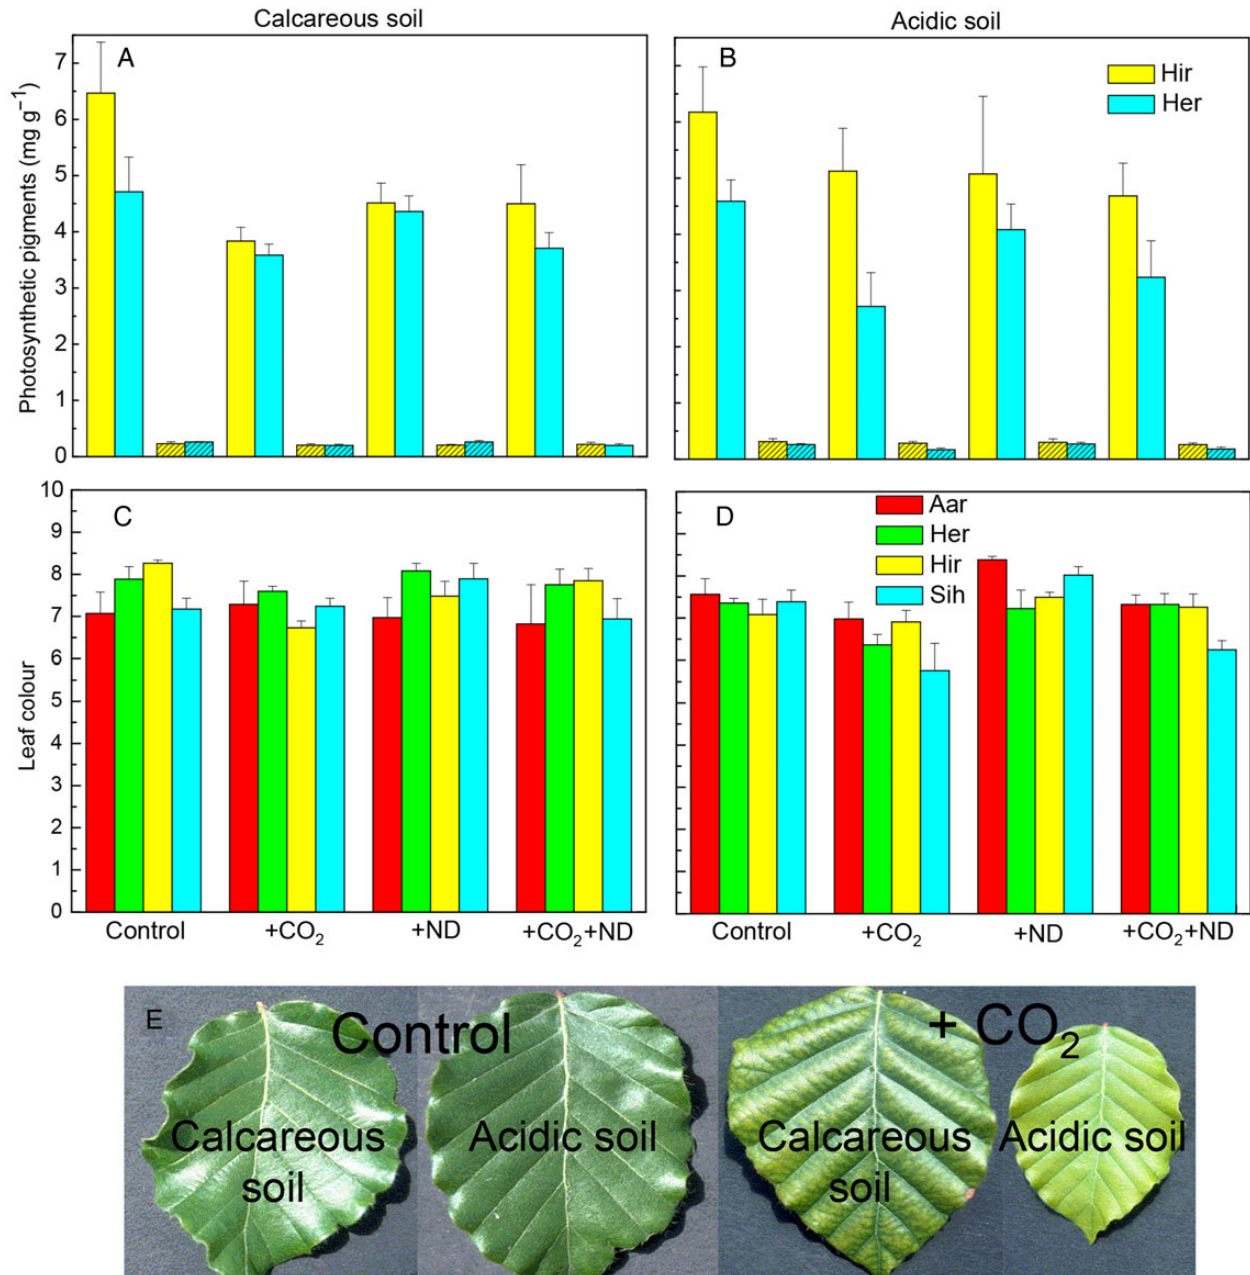 Calcareous soil
Acidic soil
Photosynthetic pigments (mg g⁻¹)
7
6
5
4
3
2
1
0
A
B
Hir
Her
Leaf colour
10
9
8
7
6
5
4
3
2
1
0
C
D
Aar
Her
Hir
Sih
Control
+CO₂
+ND
+CO₂+ND
Control
+CO₂
+ND
+CO₂+ND
E
Control
+ CO₂
Calcareous
soil
Acidic soil
Calcareous
soil
Acidic soil